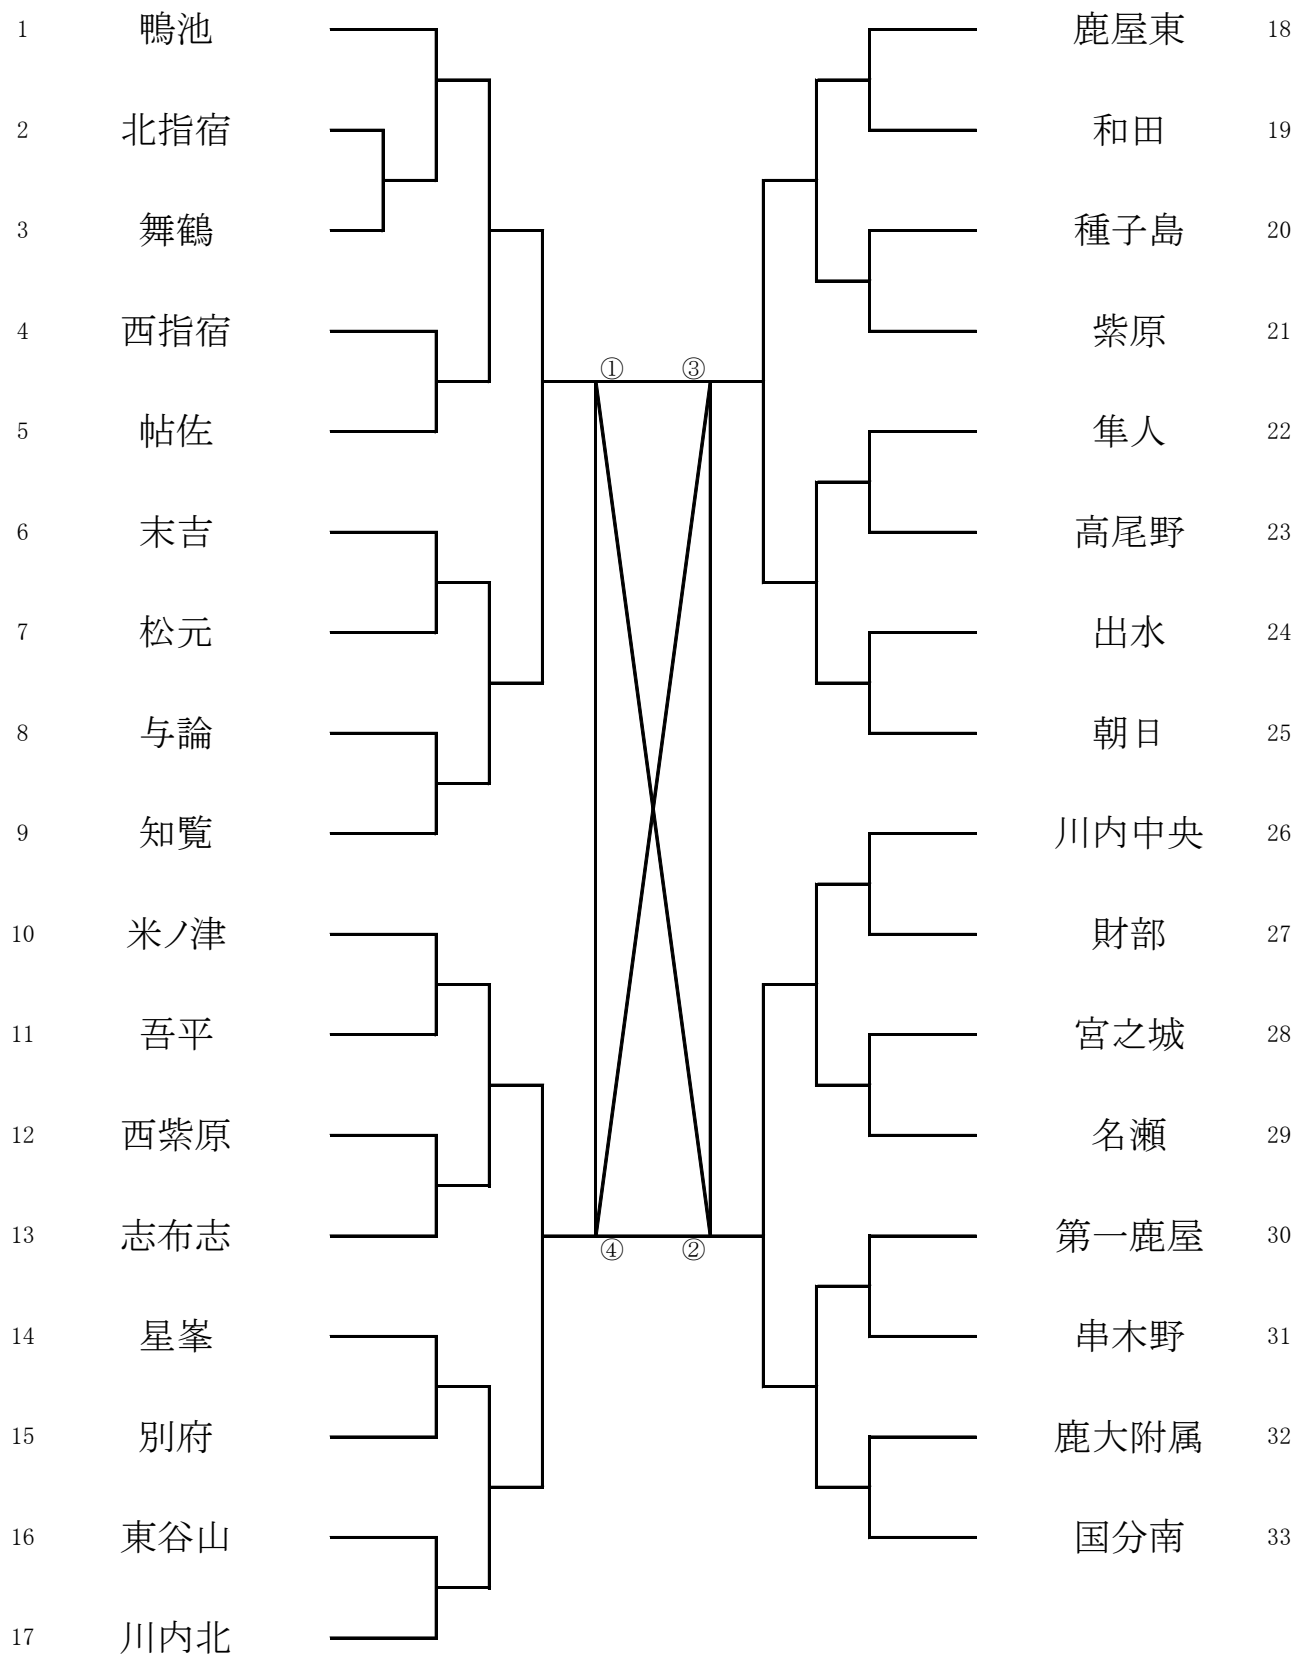 1 鴨池 鹿屋東 18
2 北指宿 和田 19
3 舞鶴 種子島 20
4 西指宿 紫原 21
① ③
5 帖佐 隼人 22
6 末吉 高尾野 23
7 松元 出水 24
8 与論 朝日 25
9 知覧 川内中央 26
10 米ノ津 財部 27
11 吾平 宮之城 28
12 西紫原 名瀬 29
13 志布志 第一鹿屋 30
④ ②
14 星峯 串木野 31
15 別府 鹿大附属 32
16 東谷山 国分南 33
17 川内北